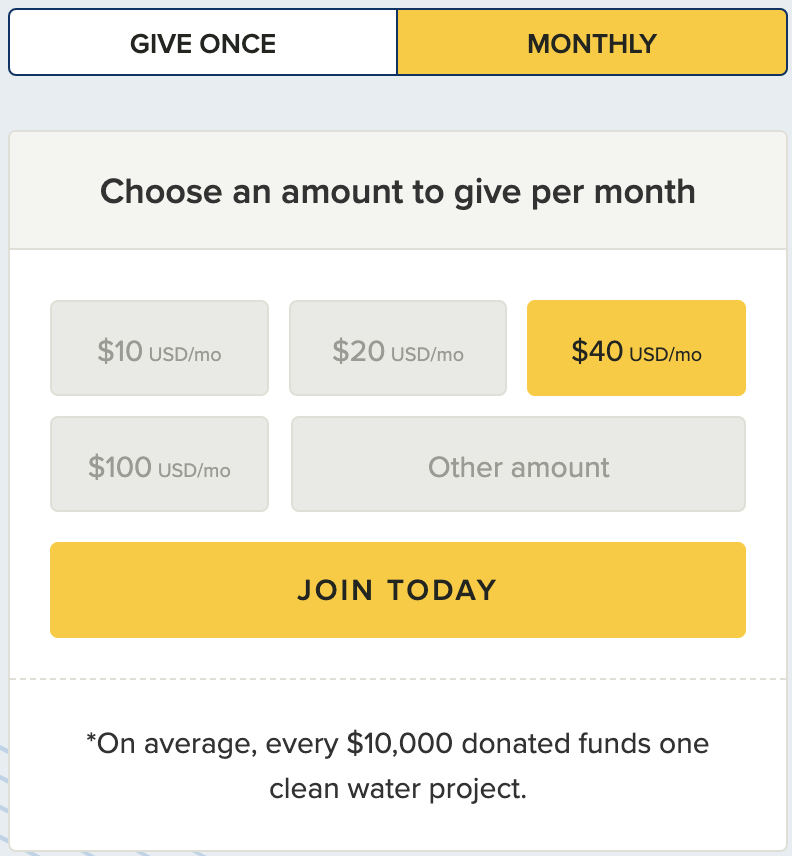 GIVE ONCE
MONTHLY
Choose an amount to give per month
$10 USD/mo
$20 USD/mo
$40 USD/mo
$100 USD/mo
Other amount
JOIN TODAY
*On average, every $10,000 donated funds one
clean water project.